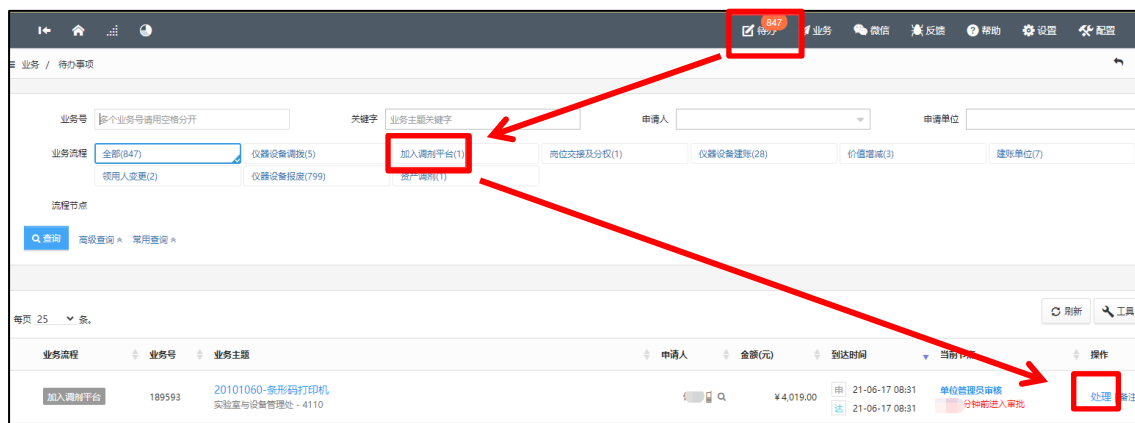 847
待办 业务 微信 反馈 帮助 设置 配置
业务 / 待办事项
业务号 多个业务号请用空格分开 关键字 业务主题关键字 申请人 申请单位
业务流程 全部(847) 仪器设备调拨(5) 加入调剂平台(1) 岗位交接及分权(1) 仪器设备建账(28) 价值增减(3) 建账单位(7)
领用人变更(2) 仪器设备报废(799) 资产调剂(1)
流程节点
查询 高级查询 常用查询
刷新 工具
每页 25 条。
业务流程 业务号 业务主题 申请人 金额(元) 到达时间 当前节点 操作
加入调剂平台 189593 20101060-条形码打印机 ¥4,019.00 申 21-06-17 08:31 单位管理员审核 处理 备注
实验室与设备管理处 - 4110 达 21-06-17 08:31 分钟前进入审批